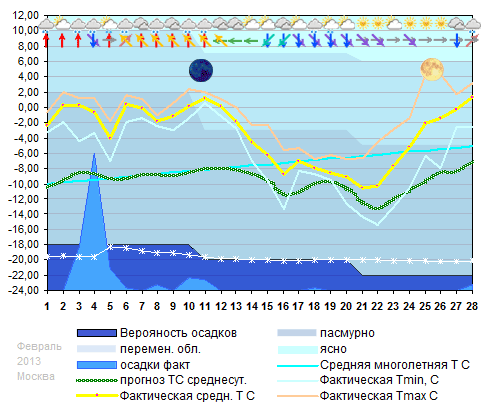 12,00
10,00
8,00
6,00
4,00
2,00
0,00
-2,00
-4,00
-6,00
-8,00
-10,00
-12,00
-14,00
-16,00
-18,00
-20,00
-22,00
-24,00
1 2 3 4 5 6 7 8 9 10 11 12 13 14 15 16 17 18 19 20 21 22 23 24 25 26 27 28
Февраль
2013
Москва
Верояность осадков
пасмурно
перемен. обл.
ясно
осадки факт
Средняя многолетняя Т С
прогноз ТС среднесут.
Фактическая Tmin, С
Фактическая средн. Т С
Фактическая Tmax С